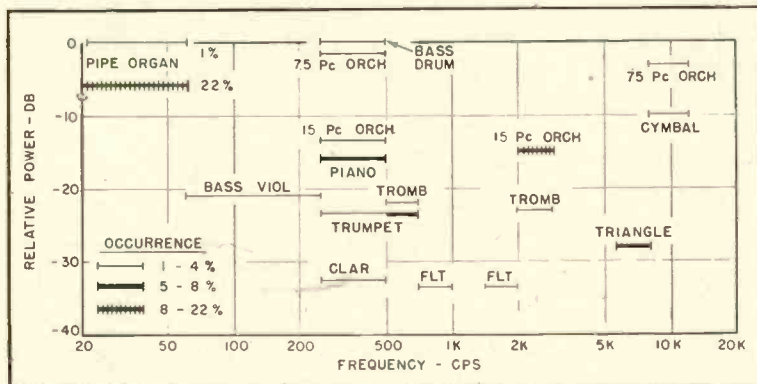 0
PIPE ORGAN
1%
22%
BASS
DRUM
75 Pc ORCH
75 Pc ORCH
-10
CYMBAL
15 Pc ORCH
15 Pc ORCH
PIANO
-20
BASS VIOL
TROMB
TROMB
TRUMPET
TRIANGLE
OCCURRENCE
1 - 4 %
5 - 8 %
8 - 22 %
-30
CLAR
FLT
FLT
-40
RELATIVE POWER - DB
20 50 100 200 500 1K 2K 5K 10K 20K
FREQUENCY - CPS